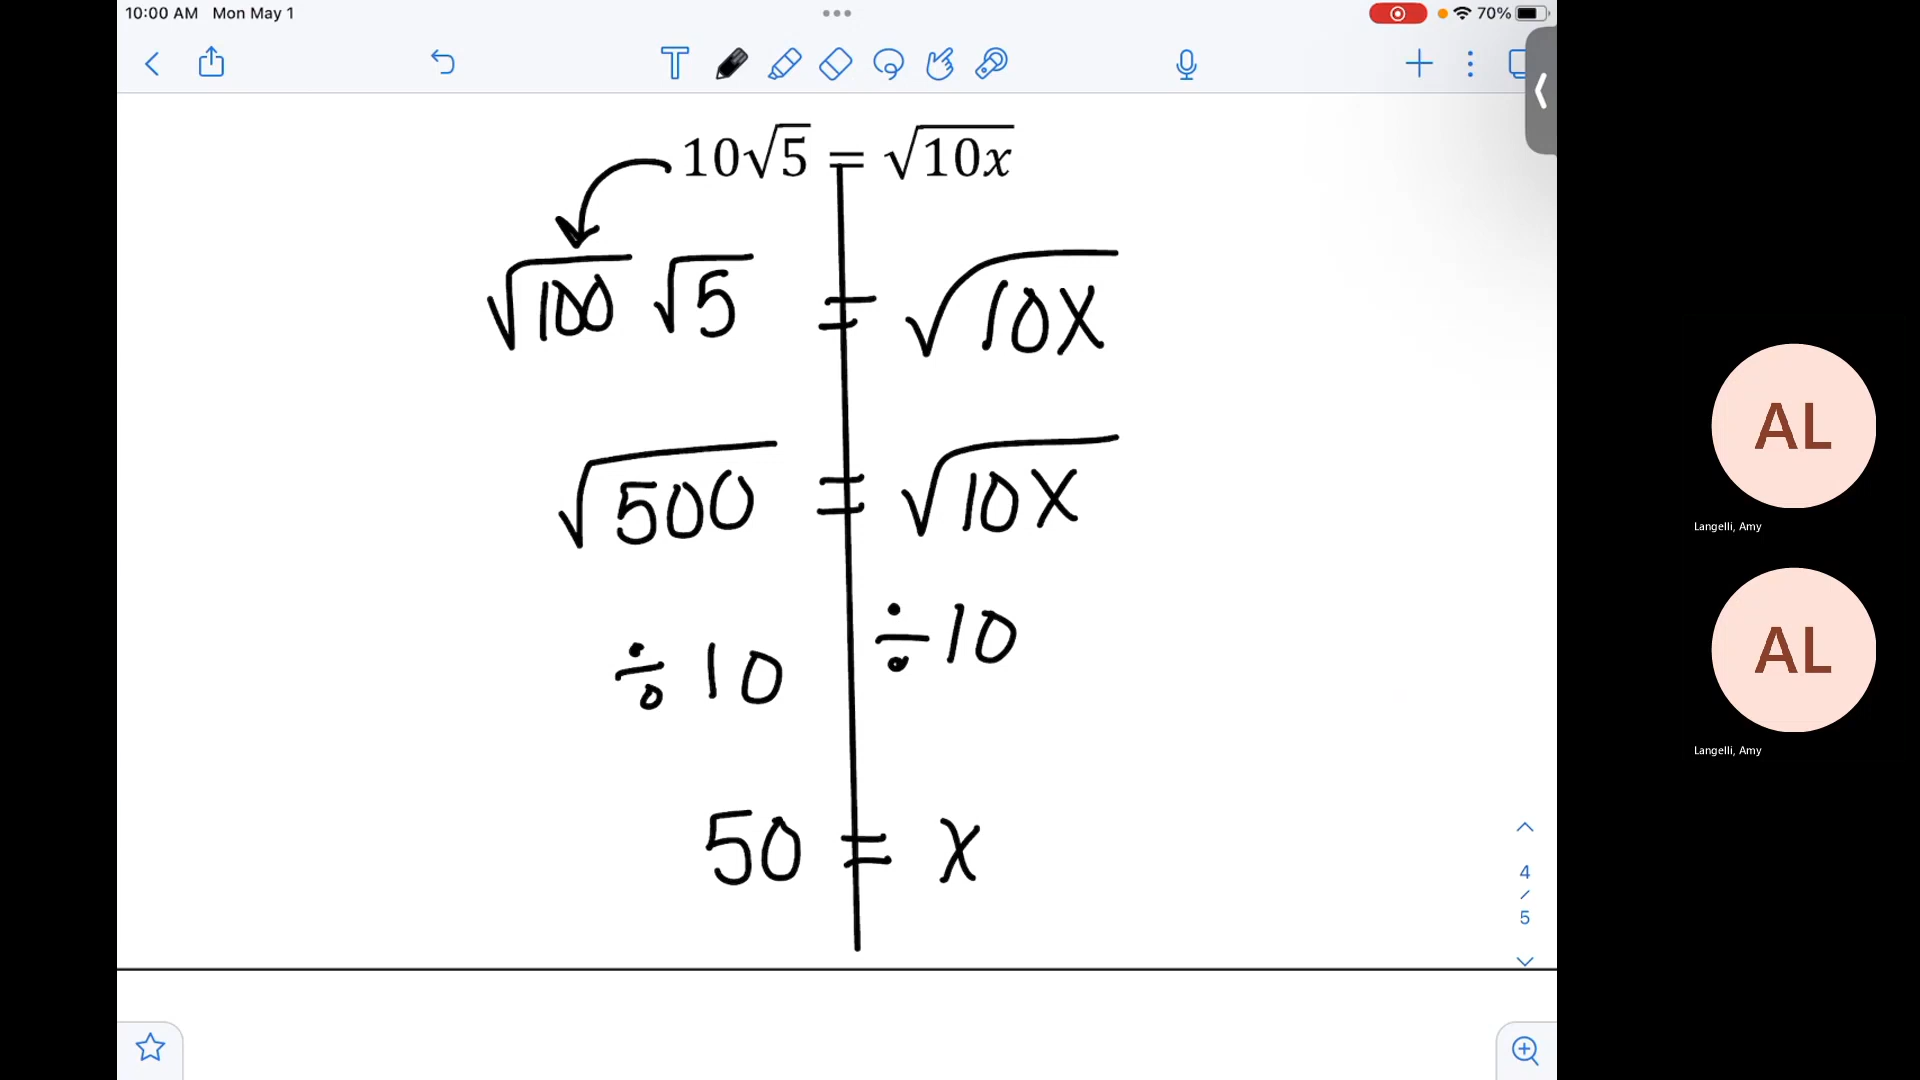 10:00 AM Mon May 1
70%
10√5 = √10x
√100 √5 = √10X
√500 = √10X
÷ 10 ÷10
50 = x
4
/
5
AL
Langelli, Amy
AL
Langelli, Amy